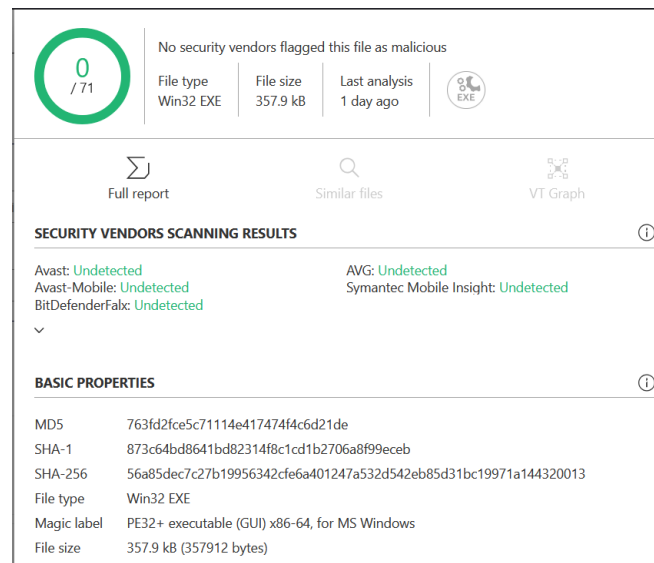 No security vendors flagged this file as malicious
0
/ 71
File type
Win32 EXE
File size
357.9 kB
Last analysis
1 day ago
EXE
Full report
Similar files
VT Graph
SECURITY VENDORS SCANNING RESULTS
Avast: Undetected
AVG: Undetected
Avast-Mobile: Undetected
Symantec Mobile Insight: Undetected
BitDefenderFalx: Undetected
BASIC PROPERTIES
MD5 763fd2fce5c71114e417474f4c6d21de
SHA-1 873c64bd8641bd82314f8c1cd1b2706a8f99eceb
SHA-256 56a85dec7c27b19956342cfe6a401247a532d542eb85d31bc19971a144320013
File type Win32 EXE
Magic label PE32+ executable (GUI) x86-64, for MS Windows
File size 357.9 kB (357912 bytes)